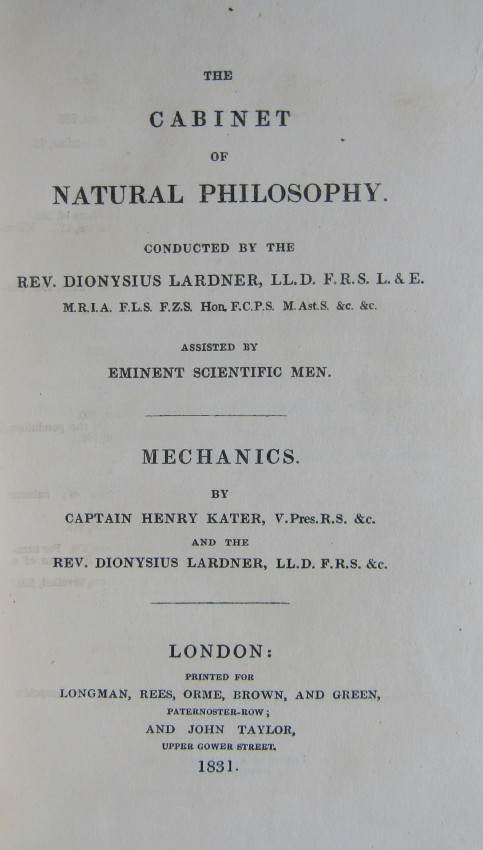 THE
CABINET
OF
NATURAL PHILOSOPHY.
CONDUCTED BY THE
REV. DIONYSIUS LARDNER, LL.D. F.R.S. L. & E.
M.R.I.A. F.L.S. F.Z.S. Hon. F.C.P.S. M.Ast.S. &c. &c.
ASSISTED BY
EMINENT SCIENTIFIC MEN.
MECHANICS.
BY
CAPTAIN HENRY KATER, V.Pres.R.S. &c.
AND THE
REV. DIONYSIUS LARDNER, LL.D. F.R.S. &c.
LONDON:
PRINTED FOR
LONGMAN, REES, ORME, BROWN, AND GREEN,
PATERNOSTER-ROW;
AND JOHN TAYLOR,
UPPER GOWER STREET.
1831.